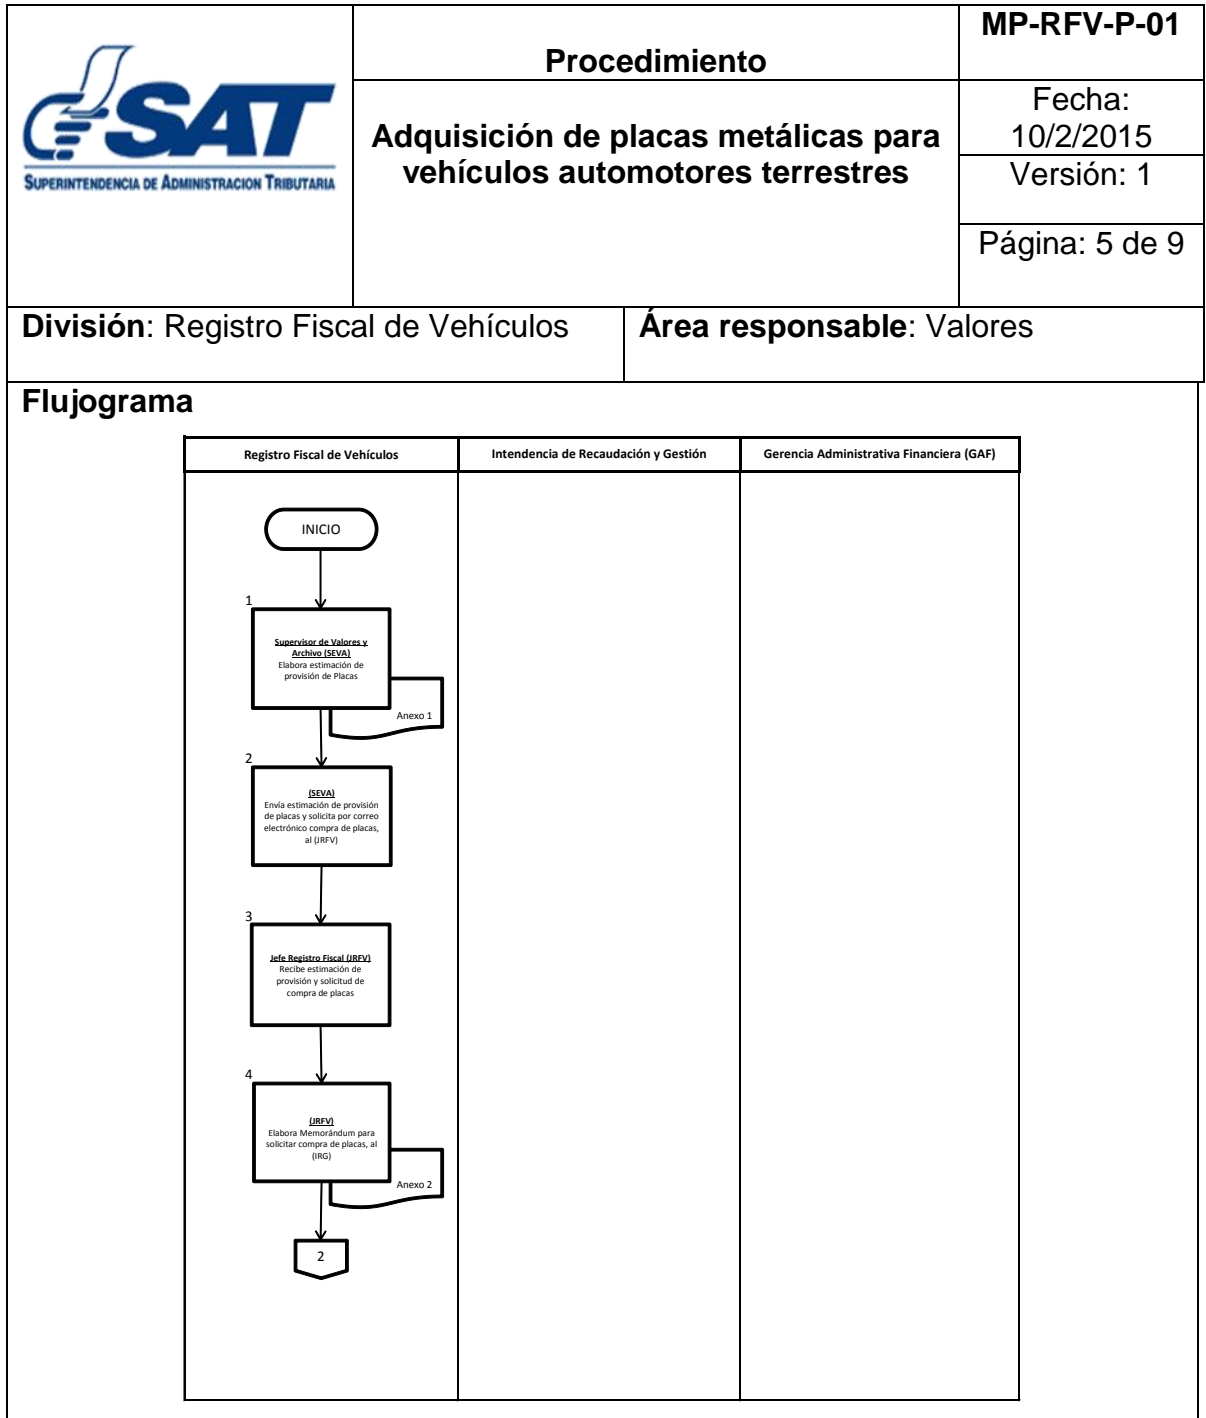 SAT
SUPERINTENDENCIA DE ADMINISTRACION TRIBUTARIA
Procedimiento
Adquisición de placas metálicas para
vehículos automotores terrestres
MP-RFV-P-01
Fecha:
10/2/2015
Versión: 1
Página: 5 de 9
División: Registro Fiscal de Vehículos
Área responsable: Valores
Flujograma
Registro Fiscal de Vehículos
Intendencia de Recaudación y Gestión
Gerencia Administrativa Financiera (GAF)
INICIO
1
Supervisor de Valores y
Archivo (SEVA)
Elabora estimación de
provisión de Placas
Anexo 1
2
(SEVA)
Envía estimación de provisión
de placas y solicita por correo
electrónico compra de placas,
al (JRFV)
3
Jefe Registro Fiscal (JRFV)
Recibe estimación de
provisión y solicitud de
compra de placas
4
(JRFV)
Elabora Memorándum para
solicitar compra de placas, al
(IRG)
Anexo 2
2